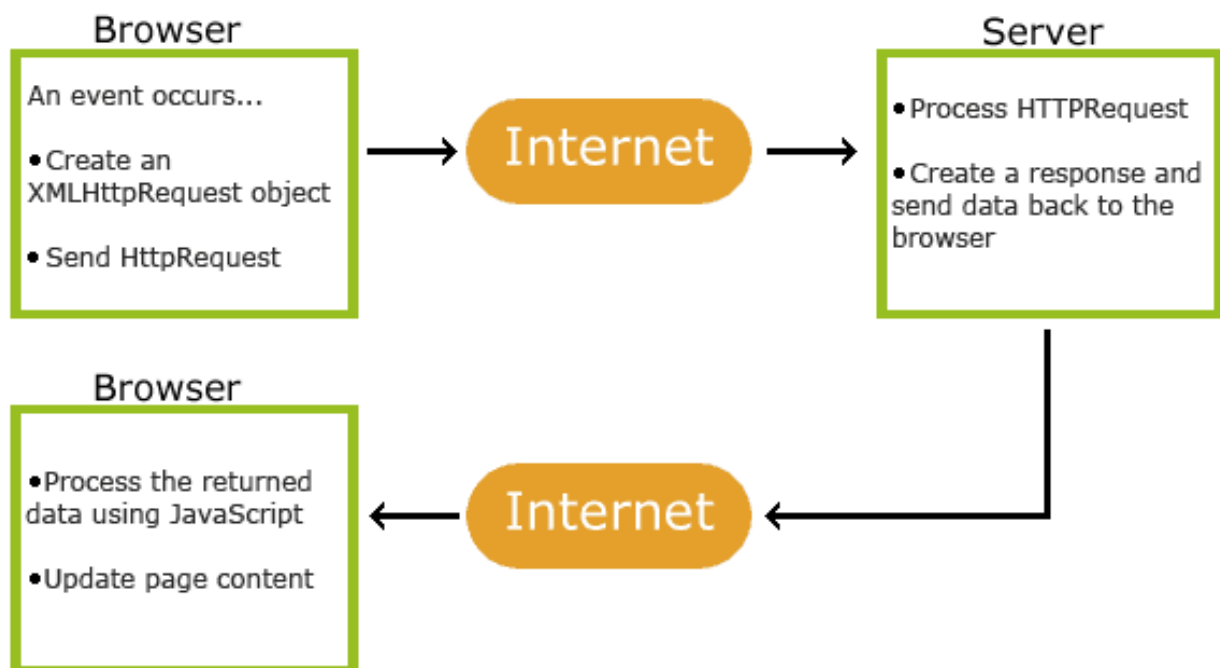 Browser
An event occurs...
•Create an
XMLHttpRequest object
• Send HttpRequest
Internet
Server
•Process HTTPRequest
•Create a response and
send data back to the
browser
Browser
•Process the returned
data using JavaScript
•Update page content
Internet